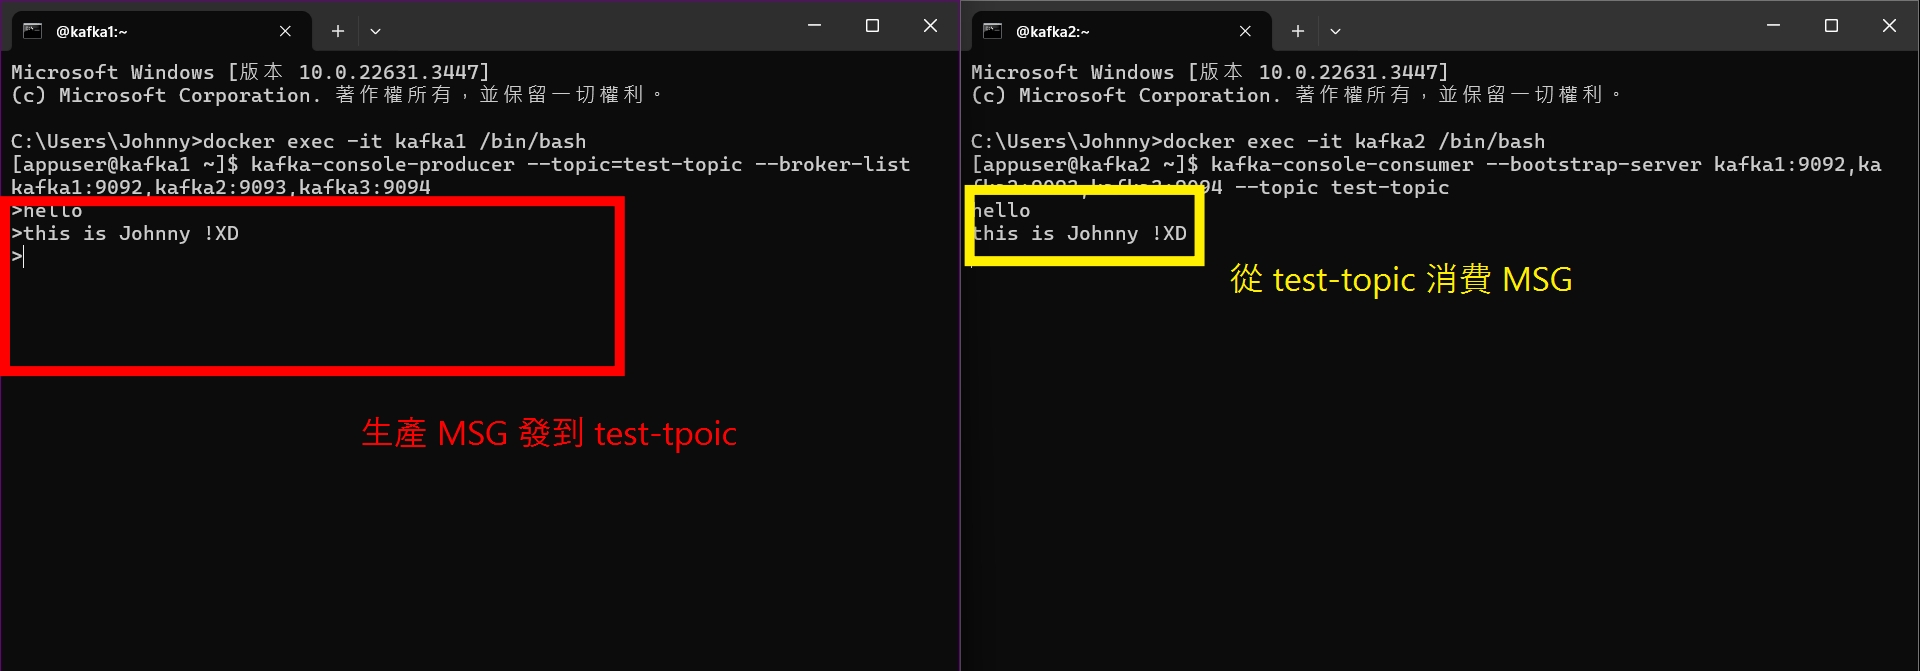 @kafka1:~
Microsoft Windows [版本 10.0.22631.3447]
(c) Microsoft Corporation. 著作權所有，並保留一切權利。
C:\Users\Johnny>docker exec -it kafka1 /bin/bash
[appuser@kafka1 ~]$ kafka-console-producer --topic=test-topic --broker-list
kafka1:9092,kafka2:9093,kafka3:9094
>hello
>this is Johnny !XD
>
生產 MSG 發到 test-tpoic
@kafka2:~
Microsoft Windows [版本 10.0.22631.3447]
(c) Microsoft Corporation. 著作權所有，並保留一切權利。
C:\Users\Johnny>docker exec -it kafka2 /bin/bash
[appuser@kafka2 ~]$ kafka-console-consumer --bootstrap-server kafka1:9092,ka
fka2:9093,kafka3:9094 --topic test-topic
hello
this is Johnny !XD
從 test-topic 消費 MSG